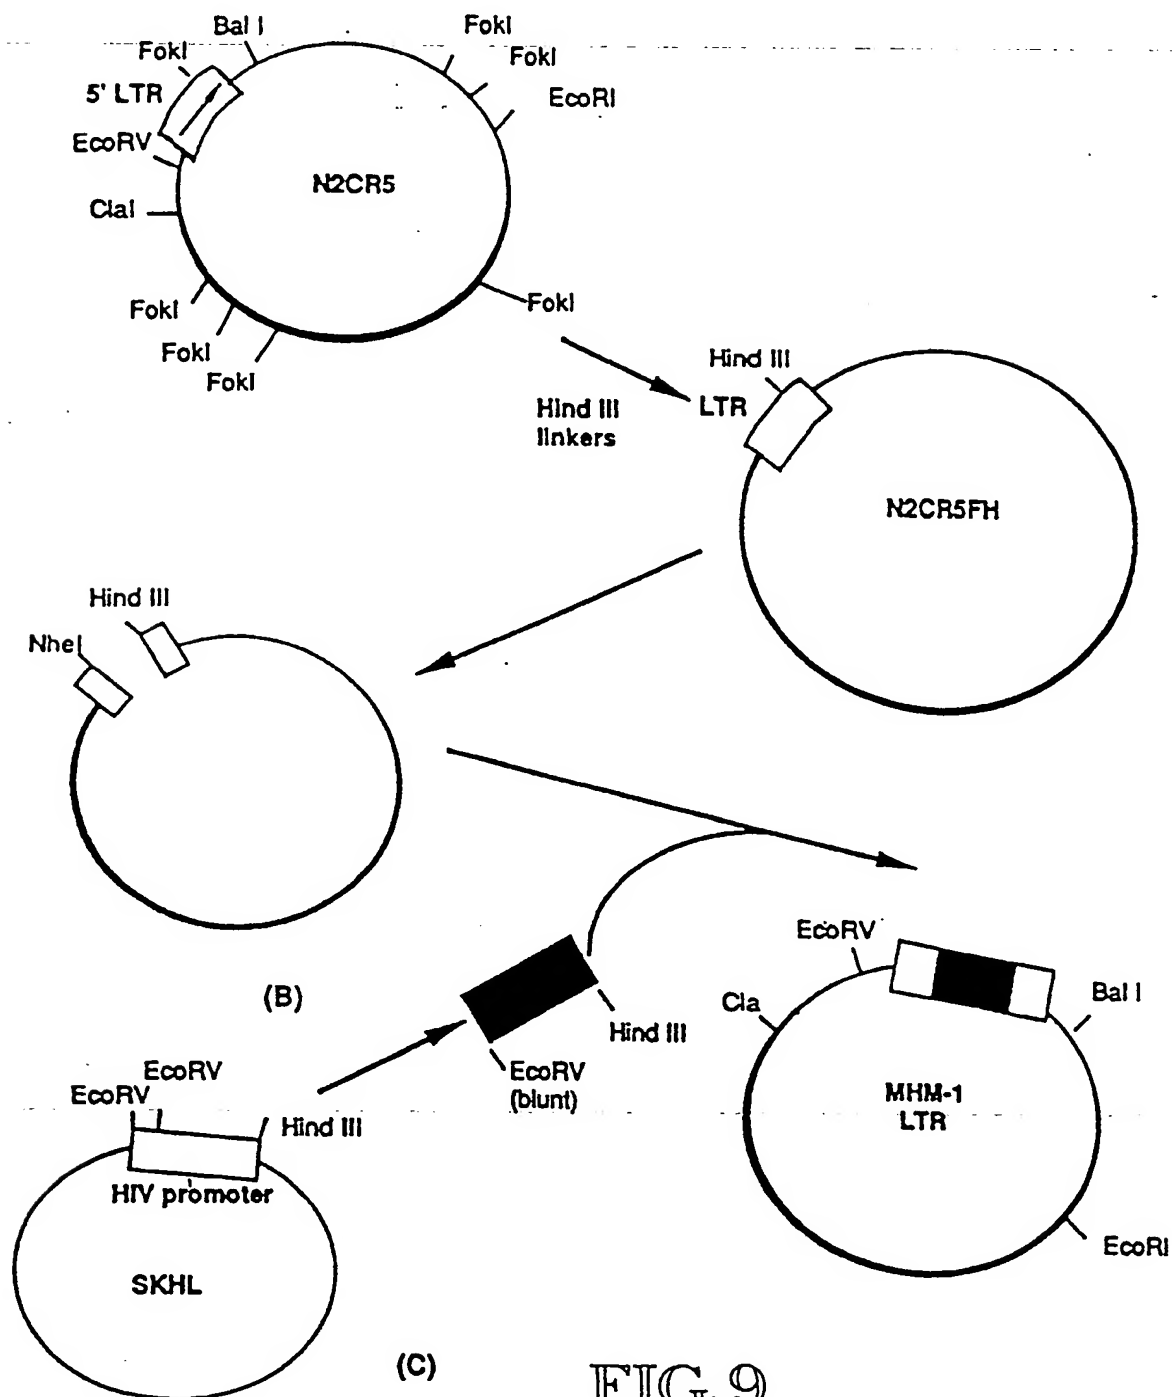 Bal I
FokI
FokI
FokI
5' LTR
EcoRI
EcoRV
N2CR5
ClaI
FokI
FokI
FokI
FokI
Hind III
LTR
Hind III
linkers
N2CR5FH
Hind III
NheI
EcoRV
(B)
Cla
Bal I
Hind III
EcoRV
EcoRV
(blunt)
EcoRV
MHM-1
LTR
Hind III
HIV promoter
EcoRI
SKHL
(C)
FIG. 9